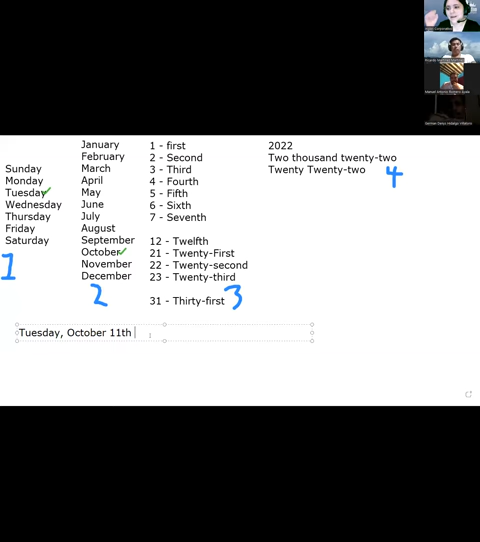 Sunday
Monday
Tuesday
Wednesday
Thursday
Friday
Saturday
1
January
February
March
April
May
June
July
August
September
October
November
December
2
1 - first
2 - Second
3 - Third
4 - Fourth
5 - Fifth
6 - Sixth
7 - Seventh
12 - Twelfth
21 - Twenty-First
22 - Twenty-second
23 - Twenty-third
31 - Thirty-first
3
2022
Two thousand twenty-two
Twenty Twenty-two
4
Tuesday, October 11th